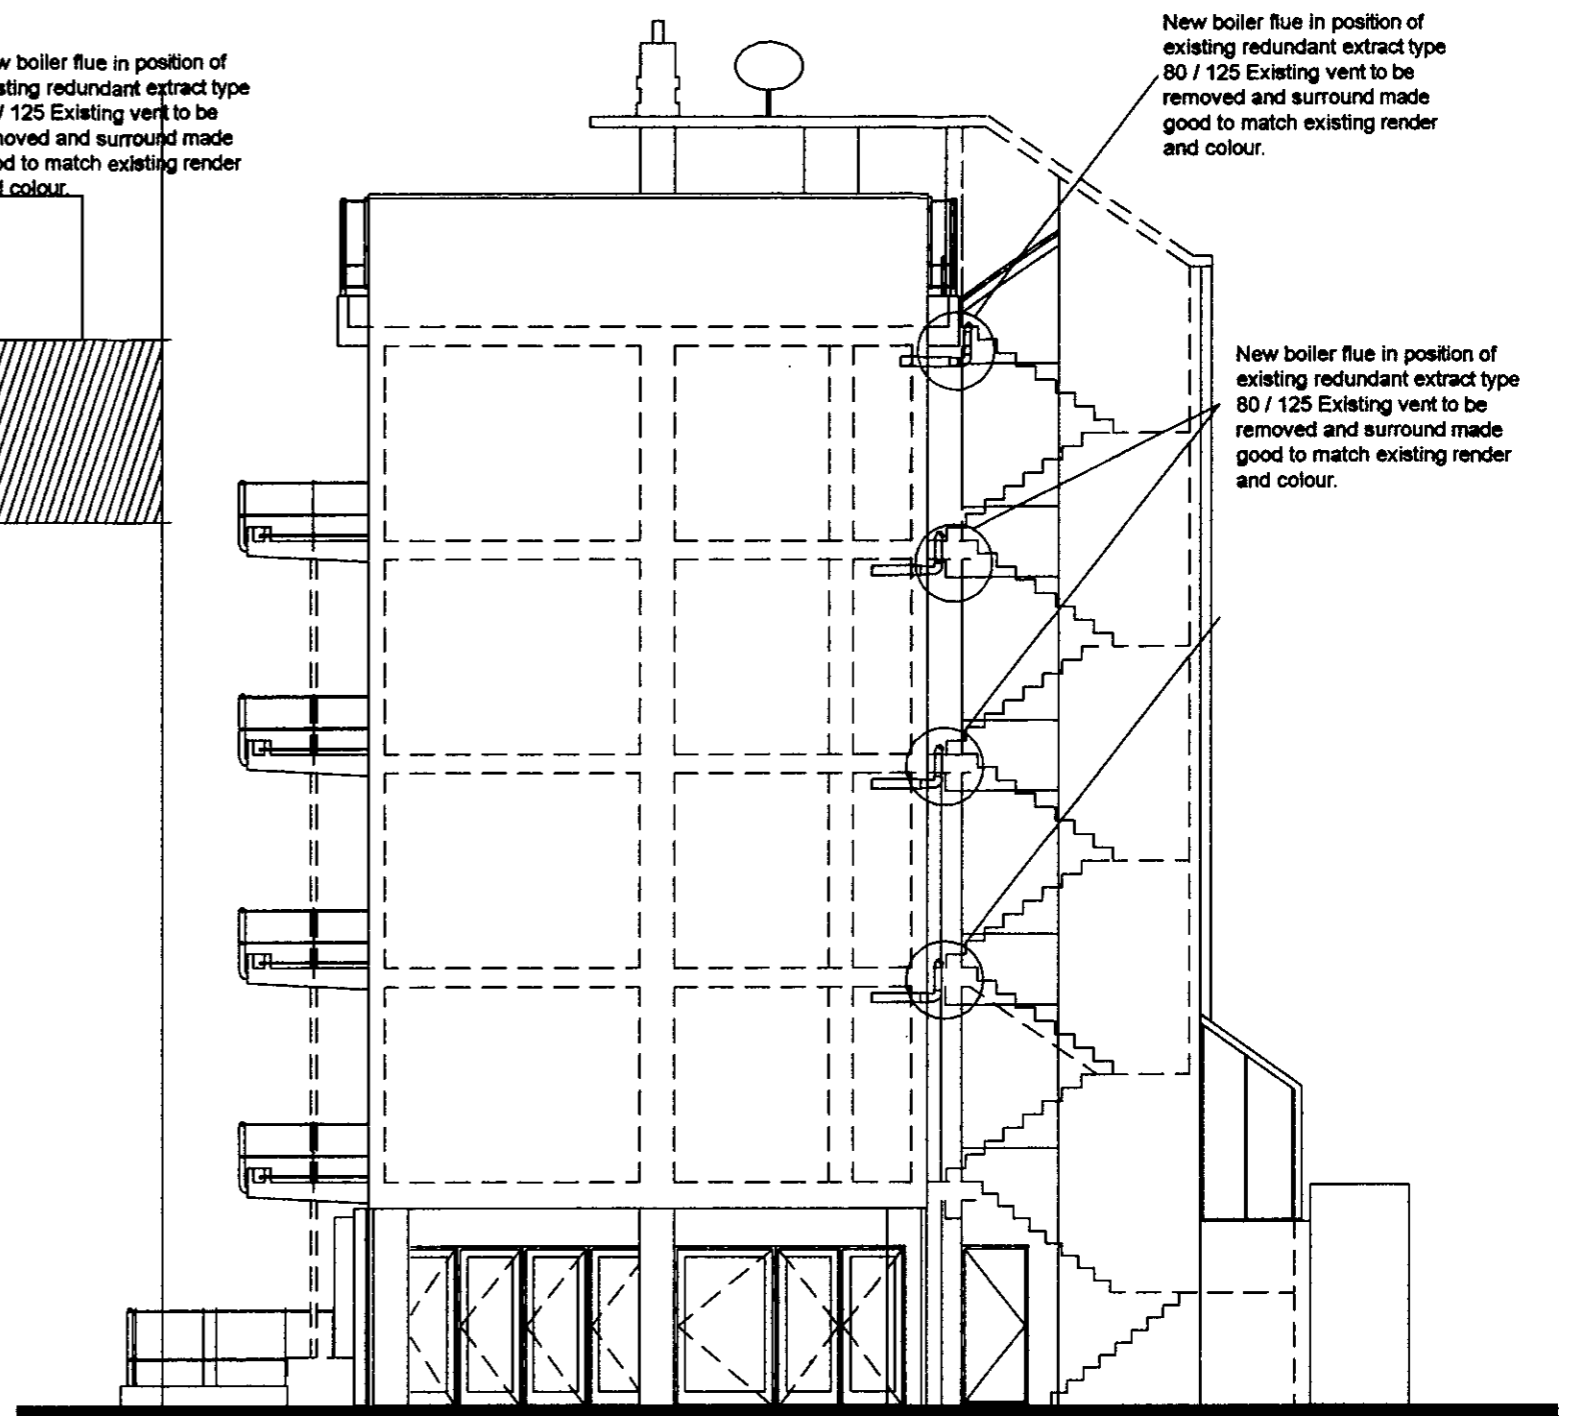 w boiler flue in position of
sting redundant extract type
/ 125 Existing vent to be
noved and surround made
od to match existing render
d colour.
New boiler flue in position of
existing redundant extract type
80 / 125 Existing vent to be
removed and surround made
good to match existing render
and colour.
New boiler flue in position of
existing redundant extract type
80 / 125 Existing vent to be
removed and surround made
good to match existing render
and colour.